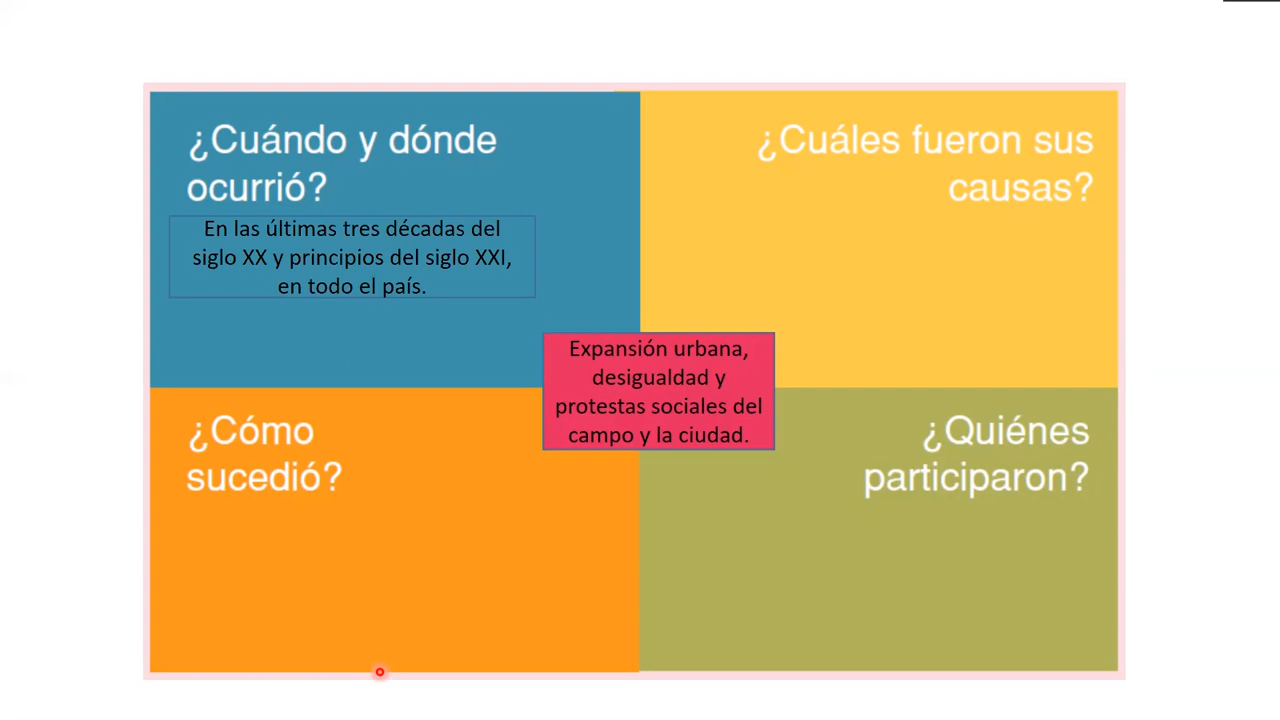 ¿Cuándo y dónde
ocurrió?
En las últimas tres décadas del
siglo XX y principios del siglo XXI,
en todo el país.
¿Cuáles fueron sus
causas?
Expansión urbana,
desigualdad y
protestas sociales del
campo y la ciudad.
¿Cómo
sucedió?
¿Quiénes
participaron?